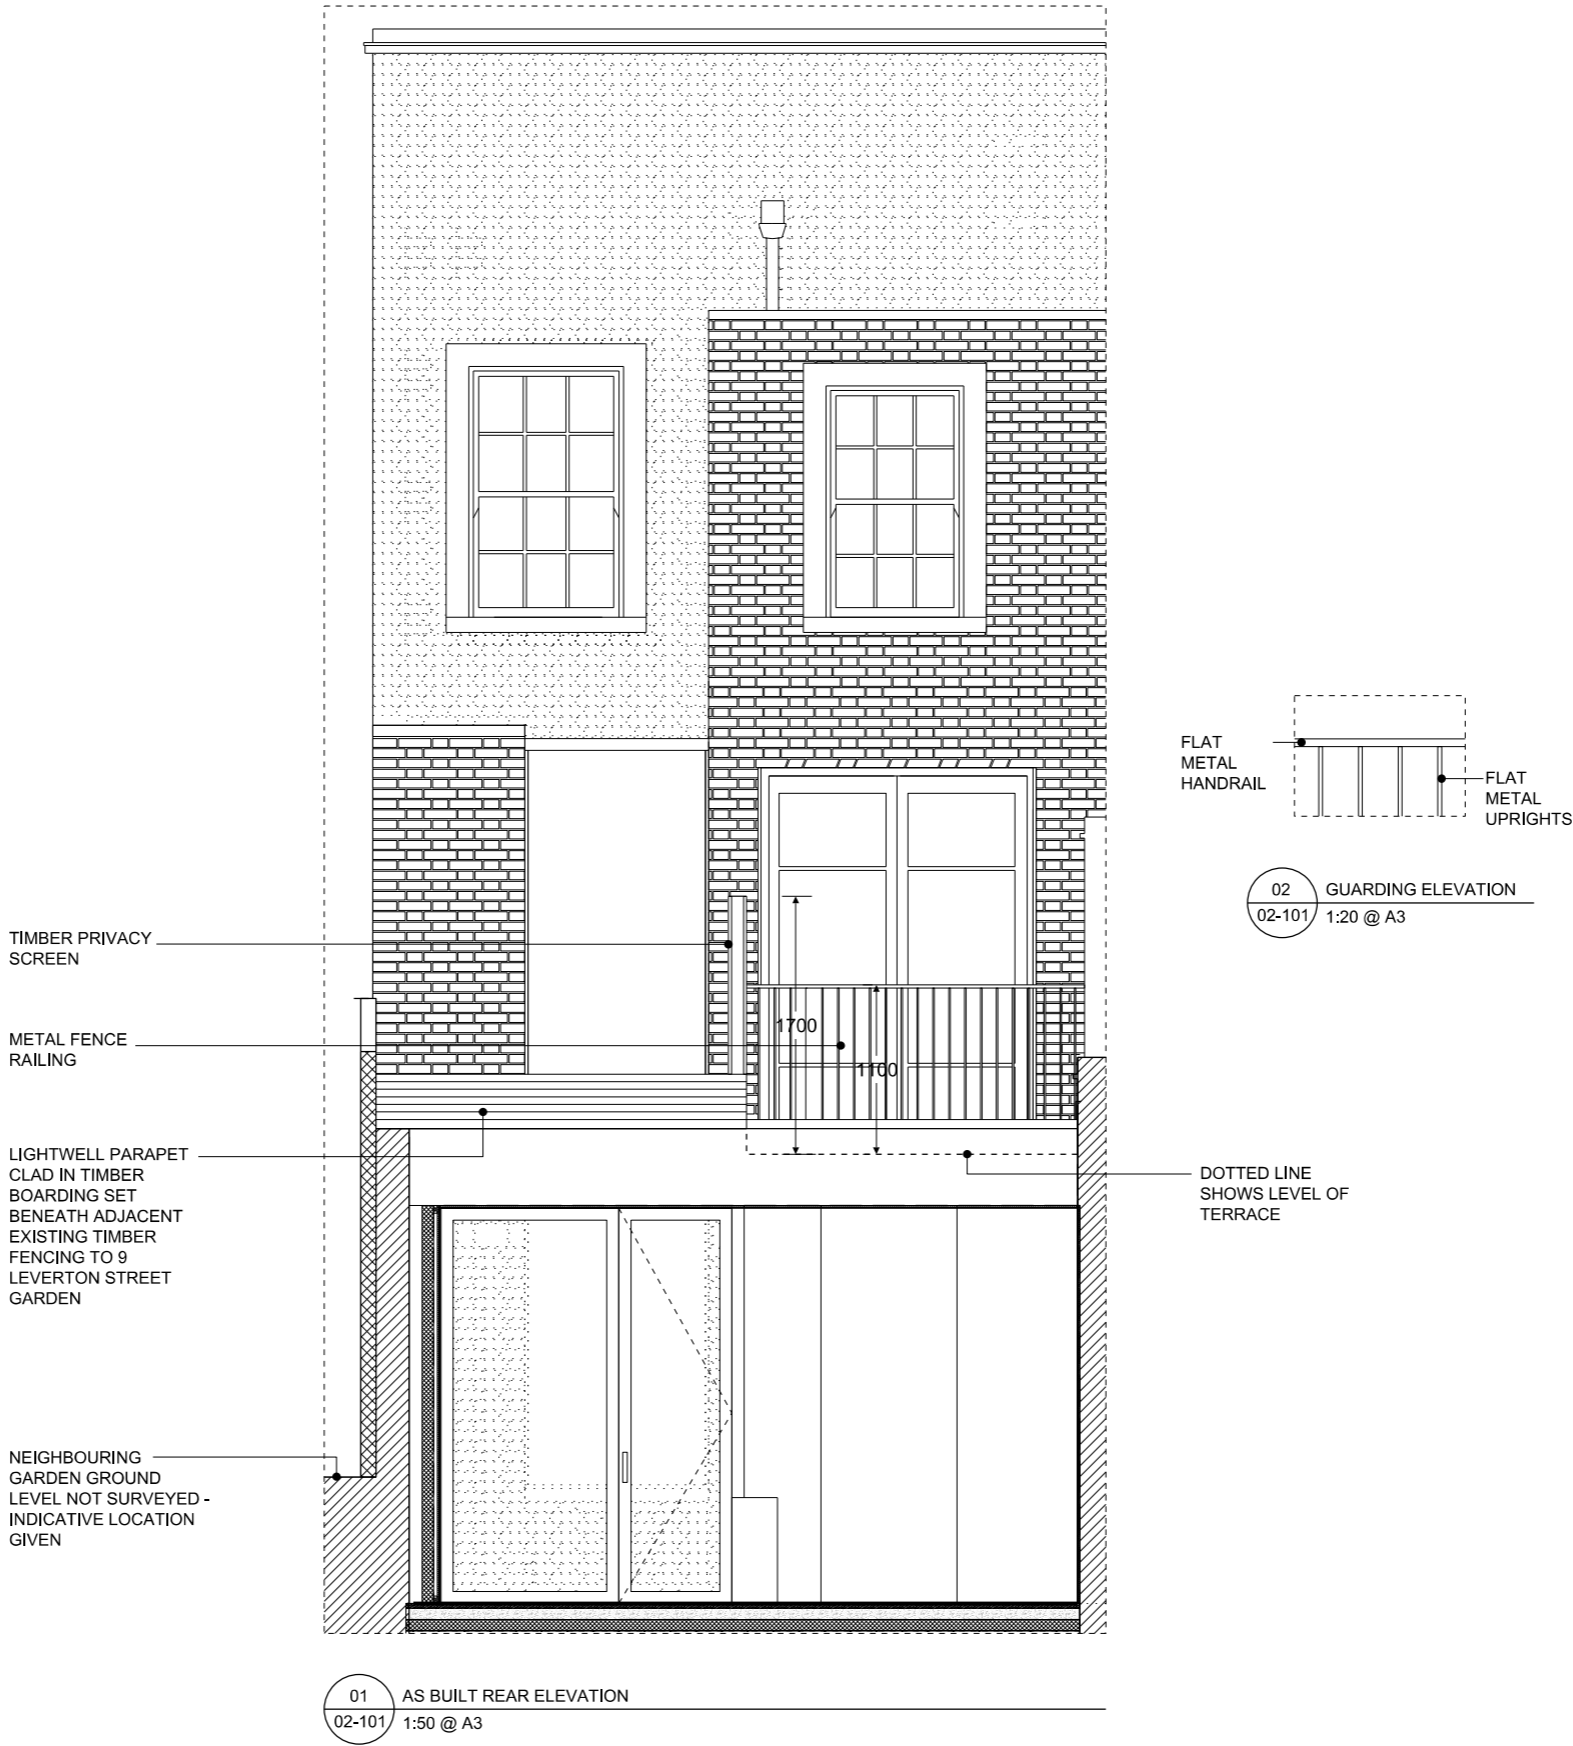 FLAT
METAL
HANDRAIL
FLAT
METAL
UPRIGHTS
02
02-101
GUARDING ELEVATION
1:20 @ A3
TIMBER PRIVACY
SCREEN
METAL FENCE
RAILING
1700
1100
LIGHTWELL PARAPET
CLAD IN TIMBER
BOARDING SET
BENEATH ADJACENT
EXISTING TIMBER
FENCING TO 9
LEVERTON STREET
GARDEN
DOTTED LINE
SHOWS LEVEL OF
TERRACE
NEIGHBOURING
GARDEN GROUND
LEVEL NOT SURVEYED -
INDICATIVE LOCATION
GIVEN
01
02-101
AS BUILT REAR ELEVATION
1:50 @ A3